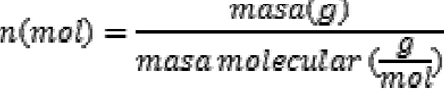 n(mol) = masa(g) / masa molecular (g/mol)